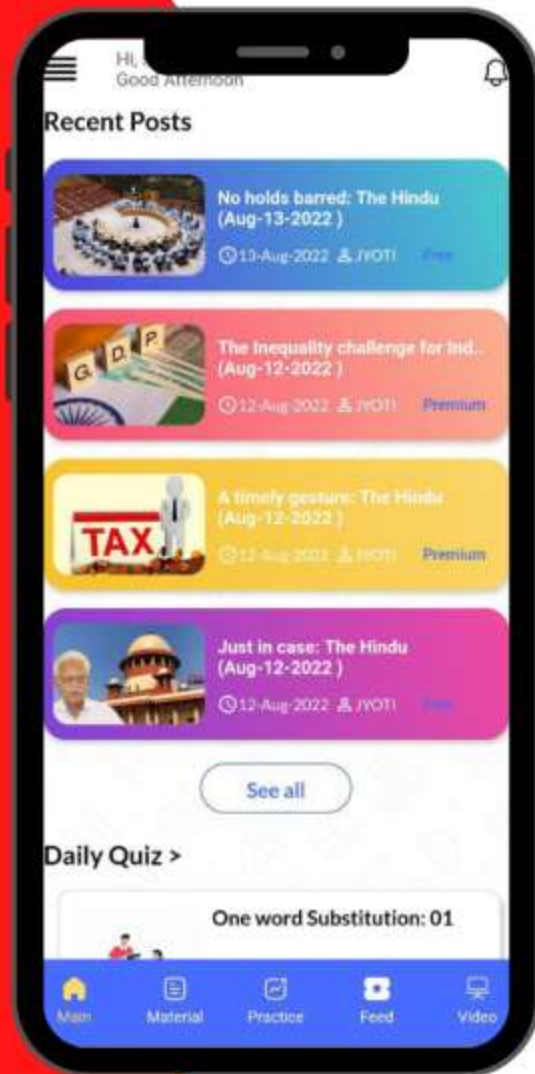 Hi,
Good Afternoon
Recent Posts
No holds barred: The Hindu
(Aug-13-2022 )
13-Aug-2022 JYOTI Free
G. D. P.
The Inequality challenge for Ind..
(Aug-12-2022 )
12-Aug-2022 JYOTI Premium
TAX
A timely gesture: The Hindu
(Aug-12-2022 )
12-Aug-2022 JYOTI Premium
Just in case: The Hindu
(Aug-12-2022 )
12-Aug-2022 JYOTI Free
See all
Daily Quiz >
One word Substitution: 01
Main Material Practice Feed Video